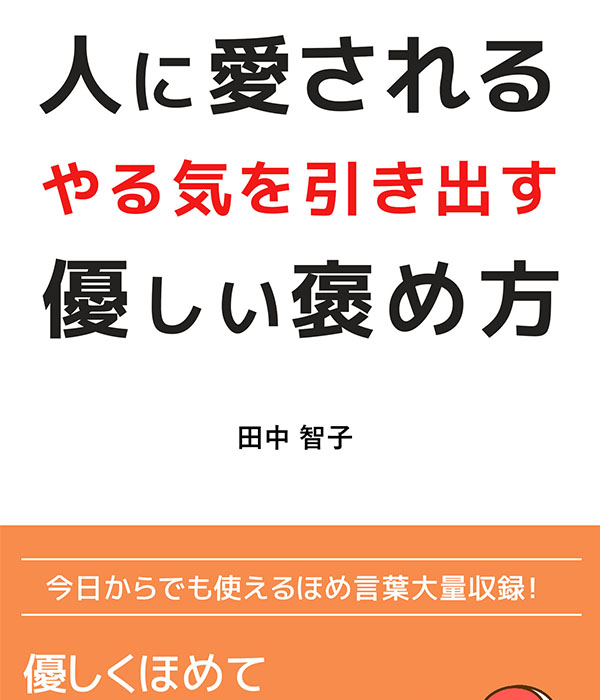 人に愛される
やる気を引き出す
優しい褒め方
田中 智子
今日からでも使えるほめ言葉大量収録！
優しくほめて